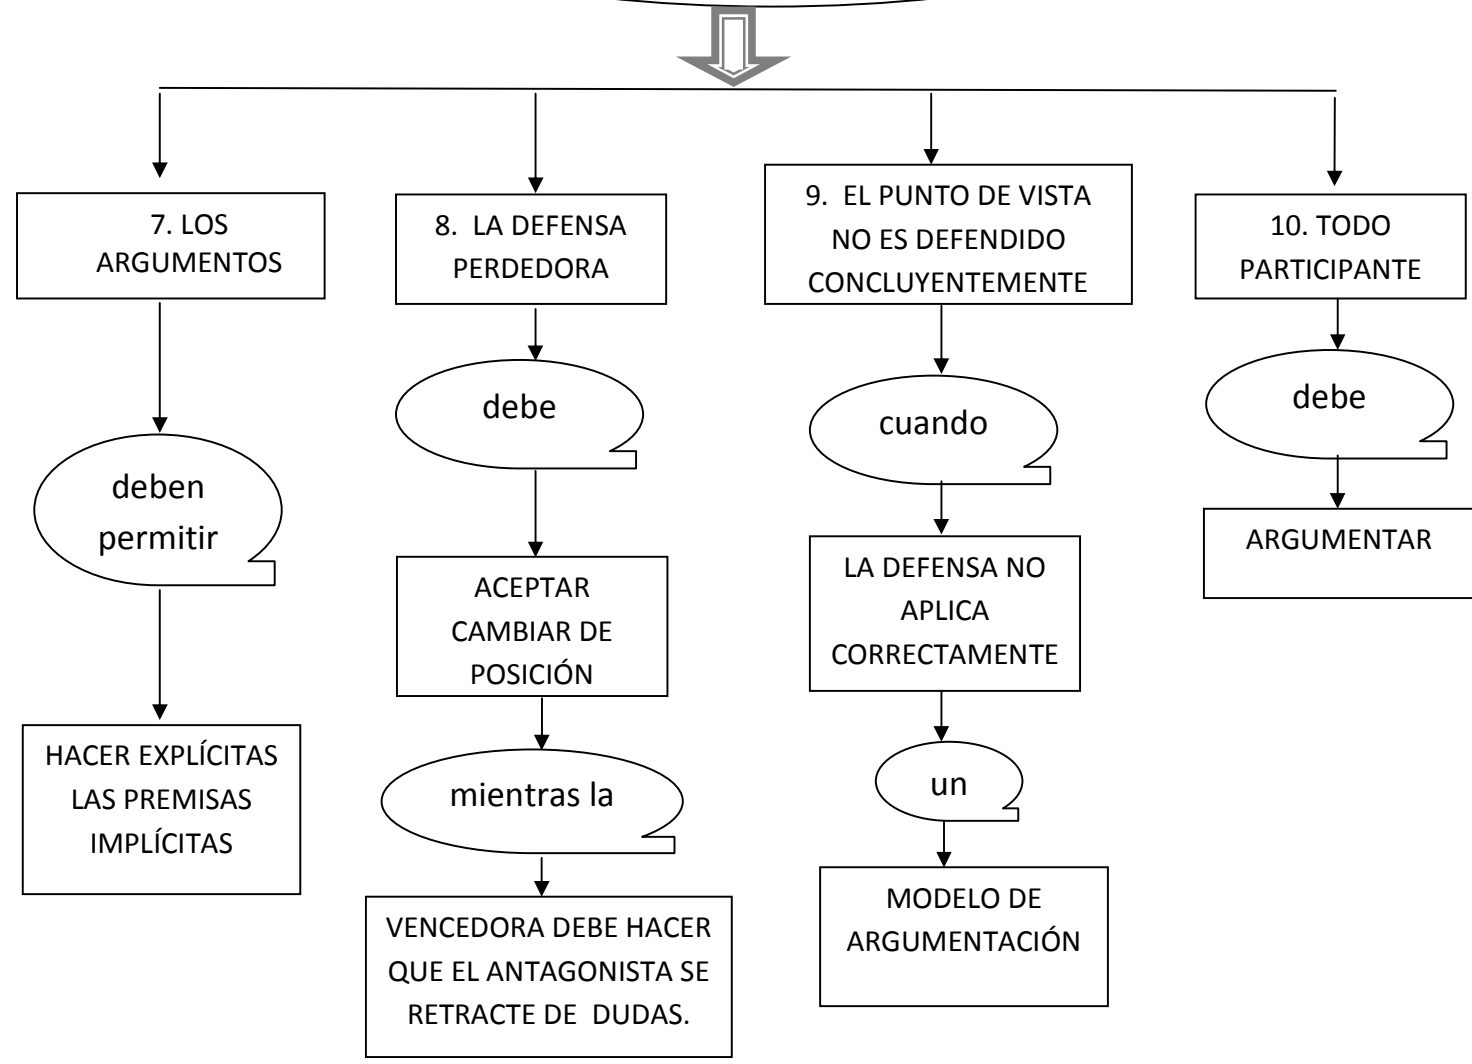 7. LOS
ARGUMENTOS
deben
permitir
HACER EXPLÍCITAS
LAS PREMISAS
IMPLÍCITAS
8. LA DEFENSA
PERDEDORA
debe
ACEPTAR
CAMBIAR DE
POSICIÓN
mientras la
VENCEDORA DEBE HACER
QUE EL ANTAGONISTA SE
RETRACTE DE DUDAS.
9. EL PUNTO DE VISTA
NO ES DEFENDIDO
CONCLUYENTEMENTE
cuando
LA DEFENSA NO
APLICA
CORRECTAMENTE
un
MODELO DE
ARGUMENTACIÓN
10. TODO
PARTICIPANTE
debe
ARGUMENTAR